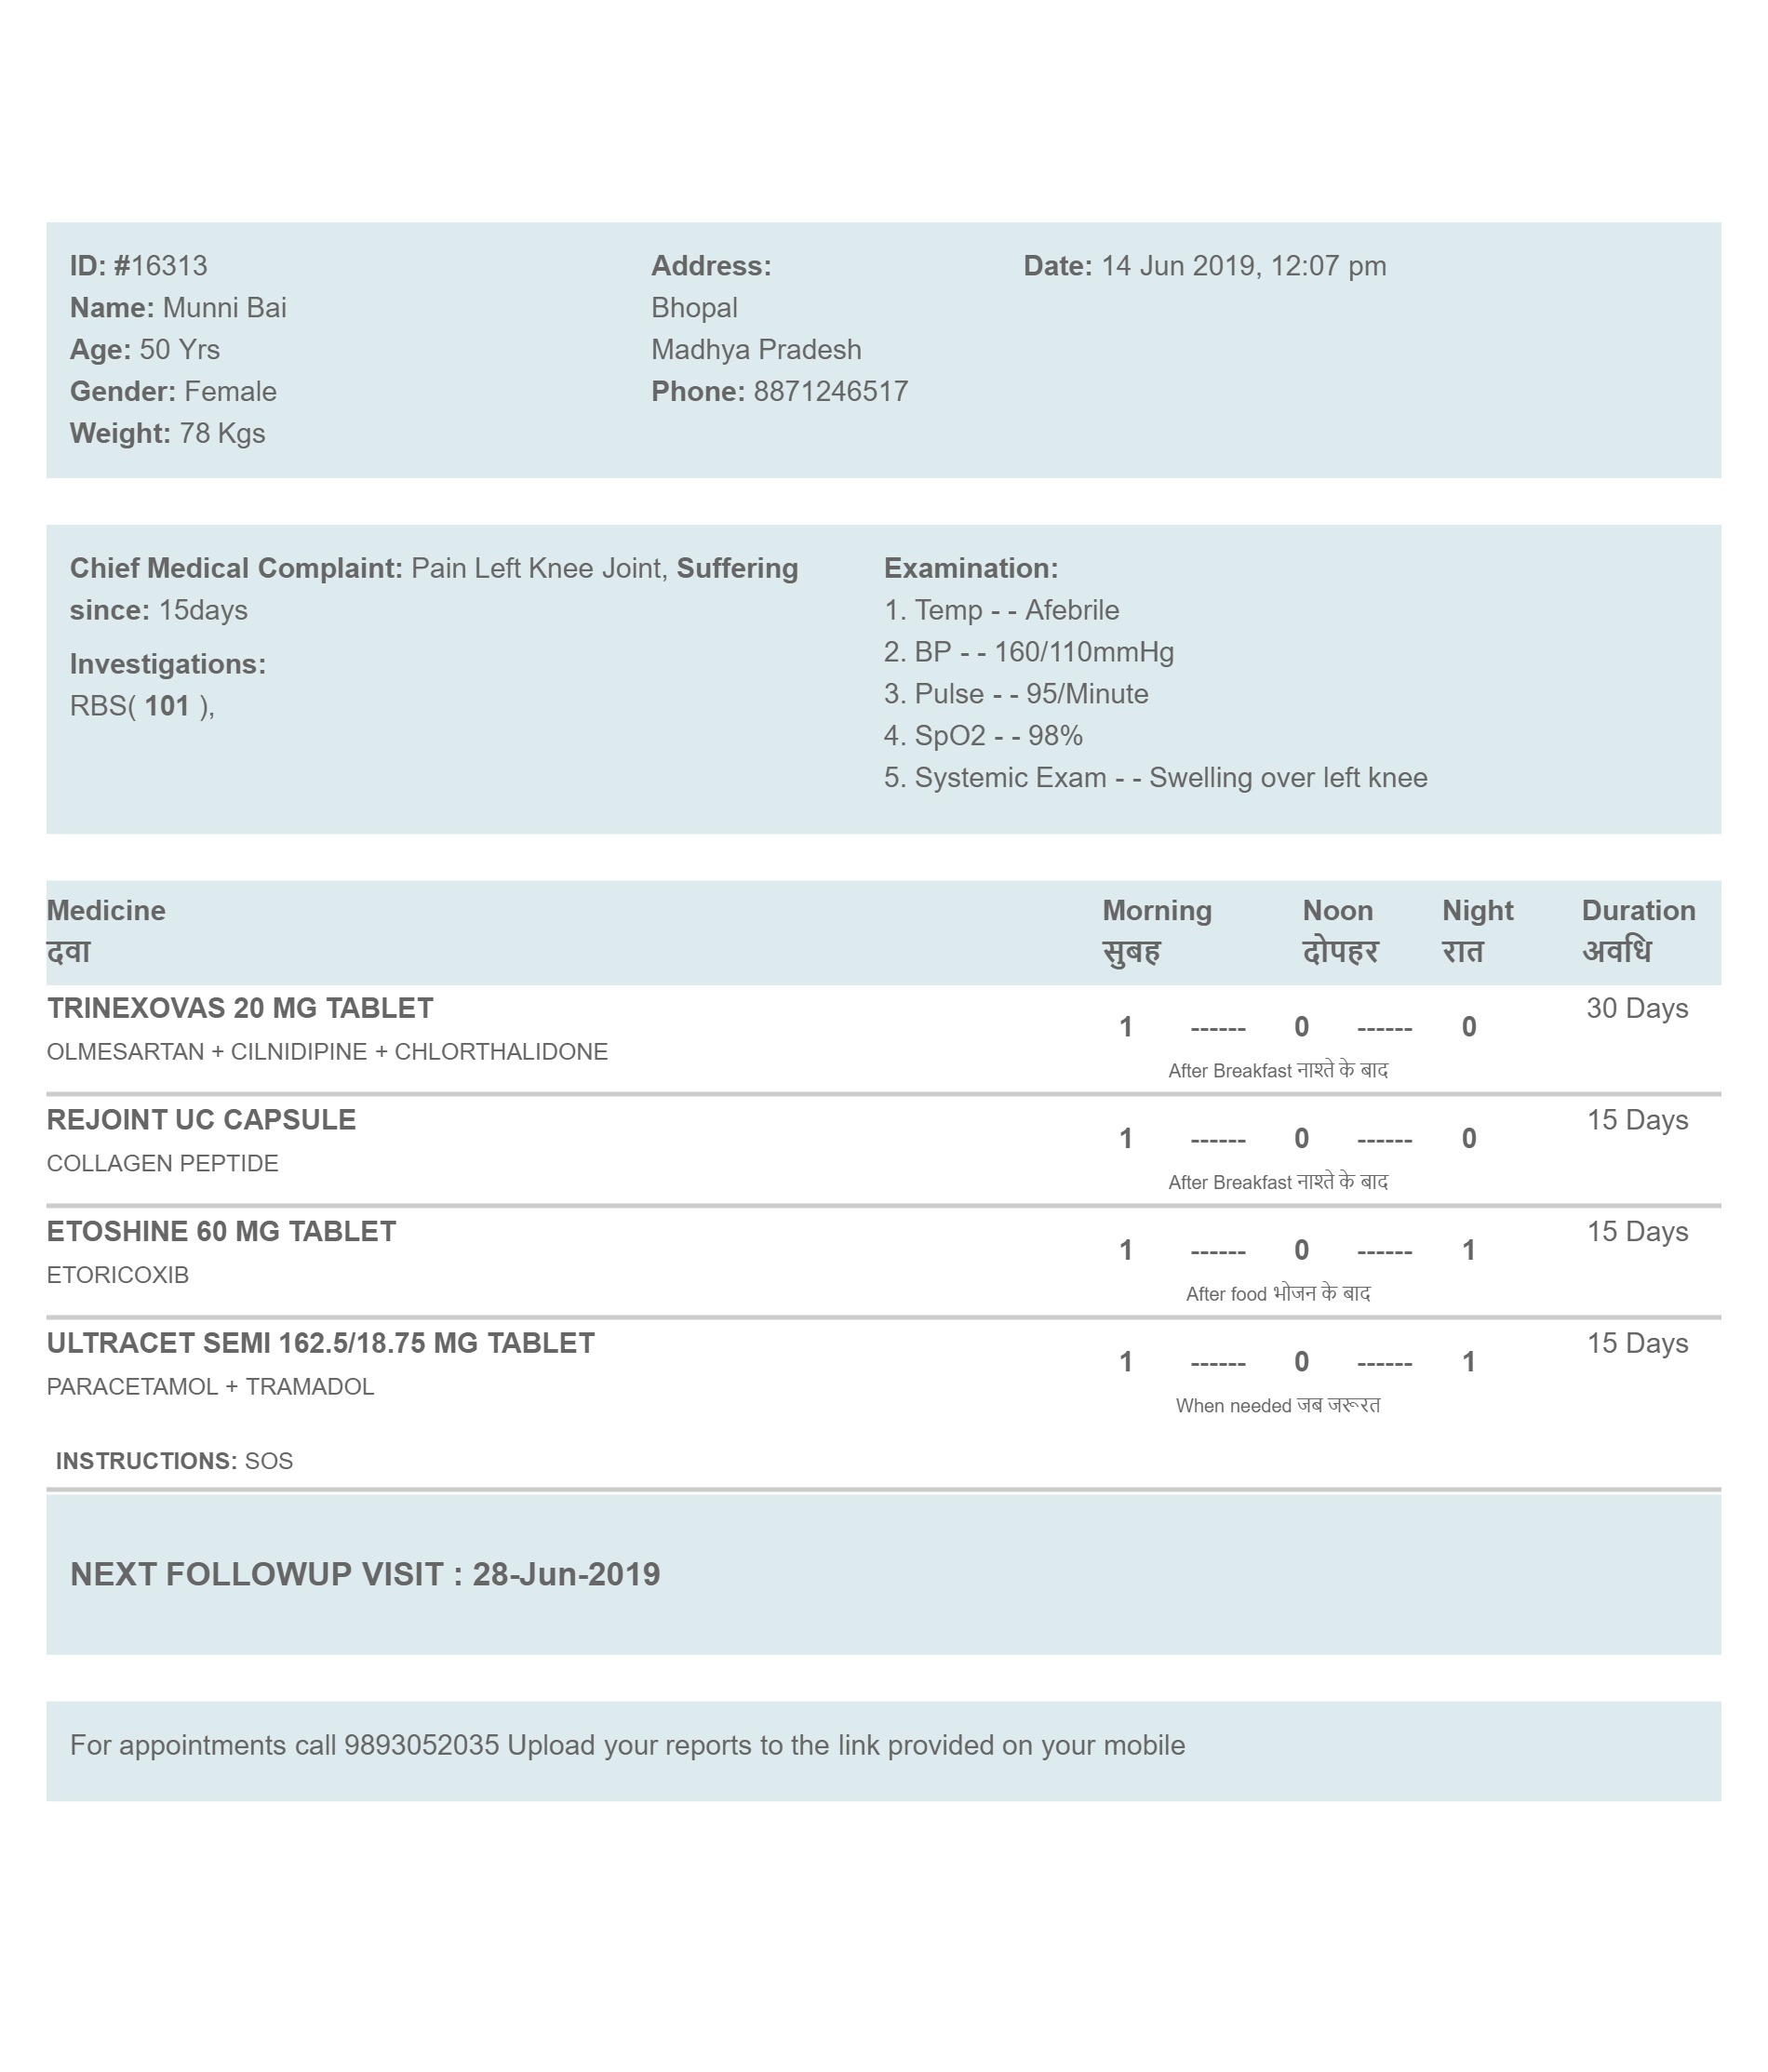 ID: #16313
Name: Munni Bai
Age: 50 Yrs
Gender: Female
Weight: 78 Kgs
Address:
Bhopal
Madhya Pradesh
Phone: 8871246517
Date: 14 Jun 2019, 12:07 pm
Chief Medical Complaint: Pain Left Knee Joint, Suffering
since: 15days
Investigations:
RBS( 101 ),
Examination:
1. Temp - - Afebrile
2. BP - - 160/110mmHg
3. Pulse - - 95/Minute
4. SpO2 - - 98%
5. Systemic Exam - - Swelling over left knee
Medicine Morning Noon Night Duration
दवा सुबह दोपहर रात अवधि
TRINEXOVAS 20 MG TABLET 30 Days
1 ------ 0 ------ 0
OLMESARTAN + CILNIDIPINE + CHLORTHALIDONE
After Breakfast नाश्ते के बाद
REJOINT UC CAPSULE 15 Days
1 ------ 0 ------ 0
COLLAGEN PEPTIDE
After Breakfast नाश्ते के बाद
ETOSHINE 60 MG TABLET 15 Days
1 ------ 0 ------ 1
ETORICOXIB
After food भोजन के बाद
ULTRACET SEMI 162.5/18.75 MG TABLET 15 Days
1 ------ 0 ------ 1
PARACETAMOL + TRAMADOL
When needed जब जरूरत
INSTRUCTIONS: SOS
NEXT FOLLOWUP VISIT : 28-Jun-2019
For appointments call 9893052035 Upload your reports to the link provided on your mobile